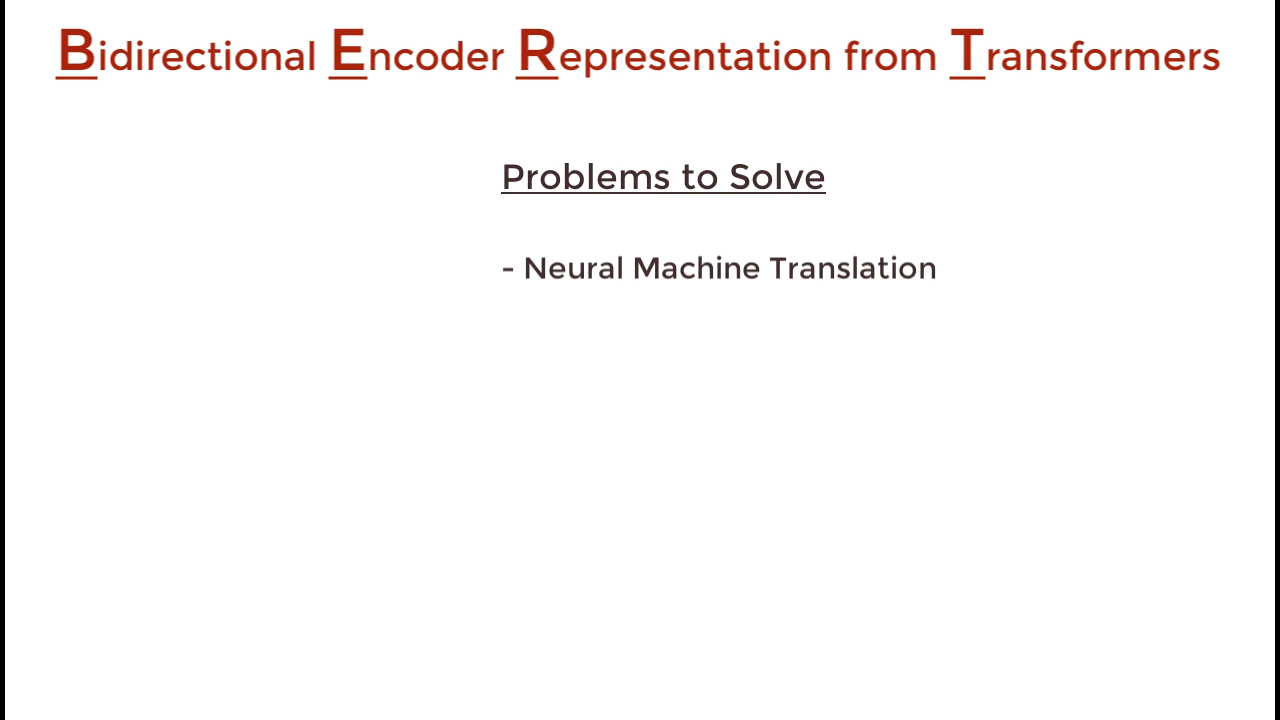 Bidirectional Encoder Representation from Transformers
Problems to Solve
- Neural Machine Translation